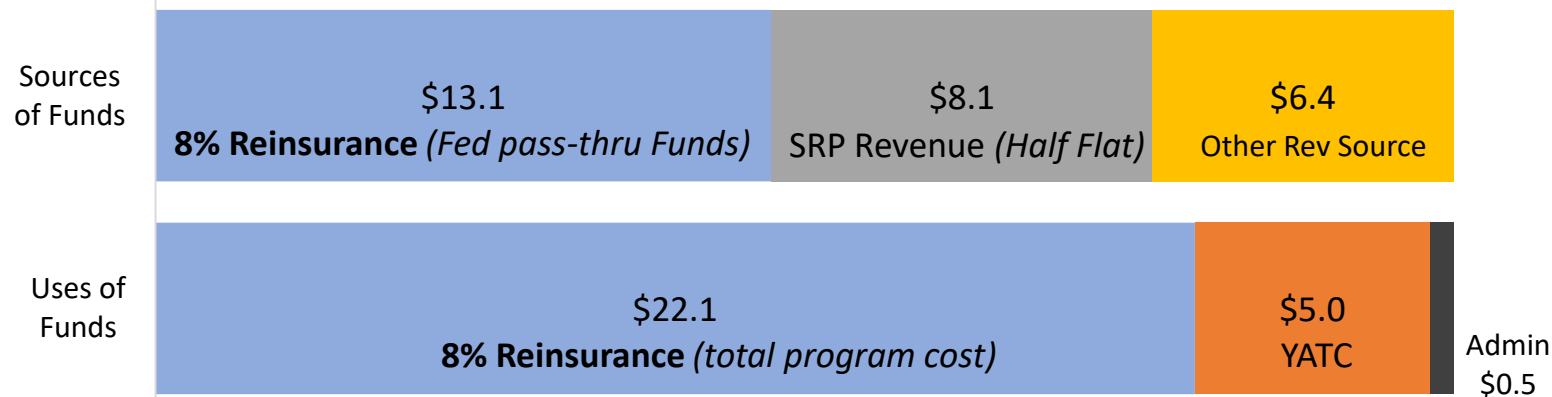 Sources
of Funds
$13.1
8% Reinsurance (Fed pass-thru Funds)
$8.1
SRP Revenue (Half Flat)
$6.4
Other Rev Source
Uses of
Funds
$22.1
8% Reinsurance (total program cost)
$5.0
YATC
Admin
$0.5